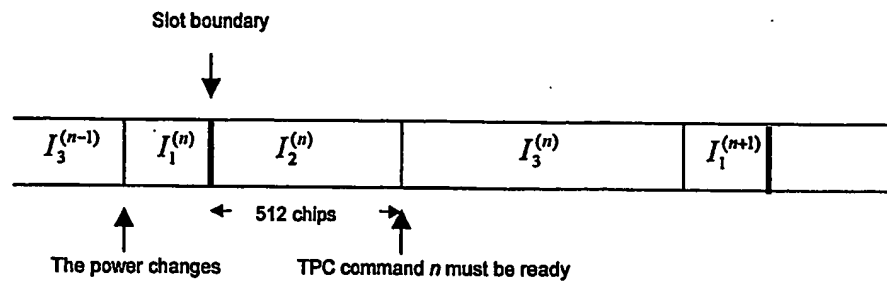 Slot boundary
I_3^{(n-1)} I_1^{(n)} I_2^{(n)} I_3^{(n)} I_1^{(n+1)}
512 chips
The power changes TPC command n must be ready